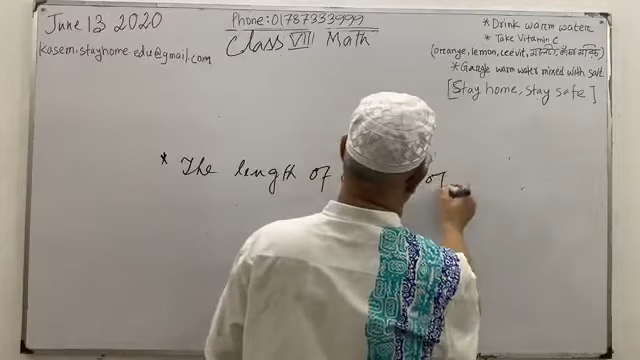 June 13 2020
Phone: 01787333999
kosem.stayhome.edu@gmail.com
Class VIII Math
* Drink warm water
* Take Vitamin C
(orange, lemon, ceevit,
* Gargle warm water mixed with salt
[Stay home, Stay safe]
* The length of of